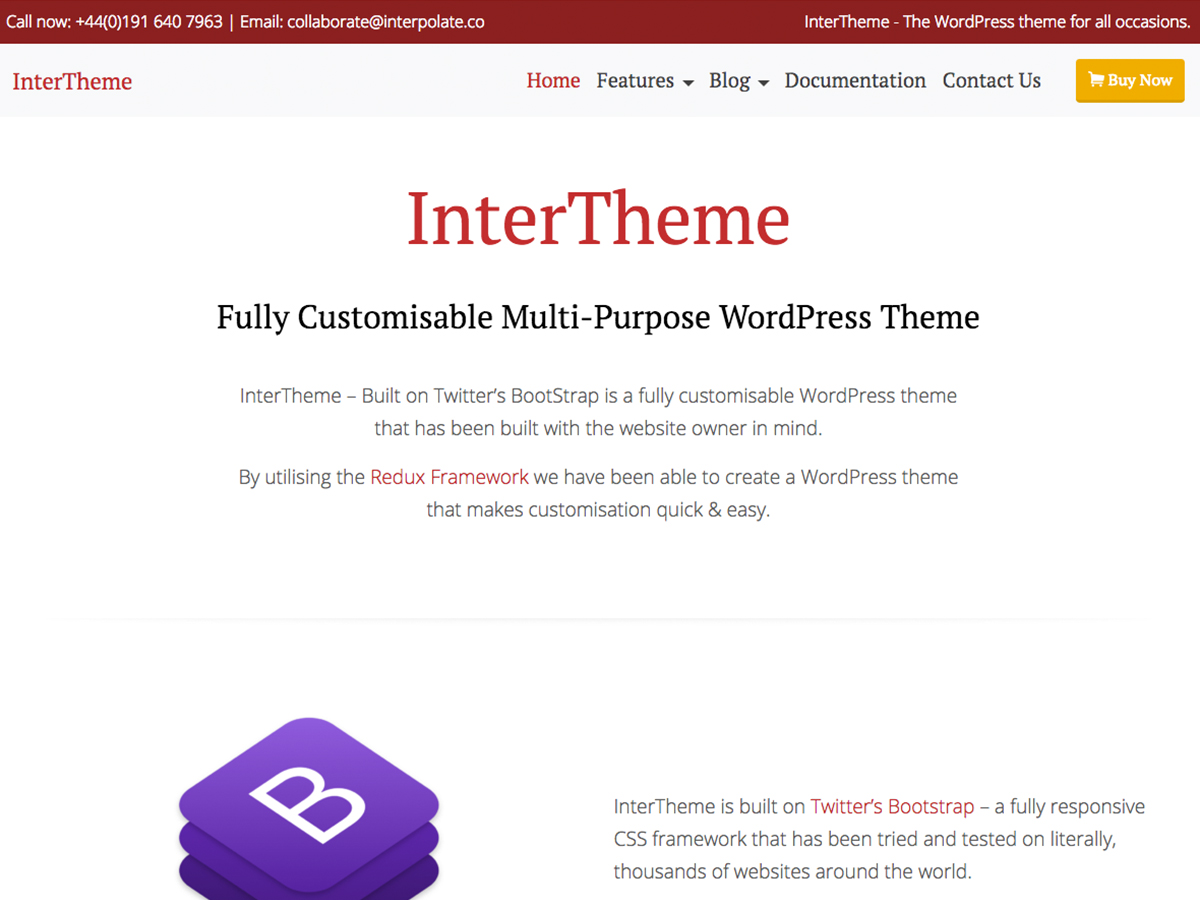 Call now: +44(0)191 640 7963 | Email: collaborate@interpolate.co
InterTheme - The WordPress theme for all occasions.
InterTheme
Home Features Blog Documentation Contact Us Buy Now
InterTheme
Fully Customisable Multi-Purpose WordPress Theme
InterTheme – Built on Twitter’s BootStrap is a fully customisable WordPress theme
that has been built with the website owner in mind.
By utilising the Redux Framework we have been able to create a WordPress theme
that makes customisation quick & easy.
B
InterTheme is built on Twitter’s Bootstrap – a fully responsive
CSS framework that has been tried and tested on literally,
thousands of websites around the world.